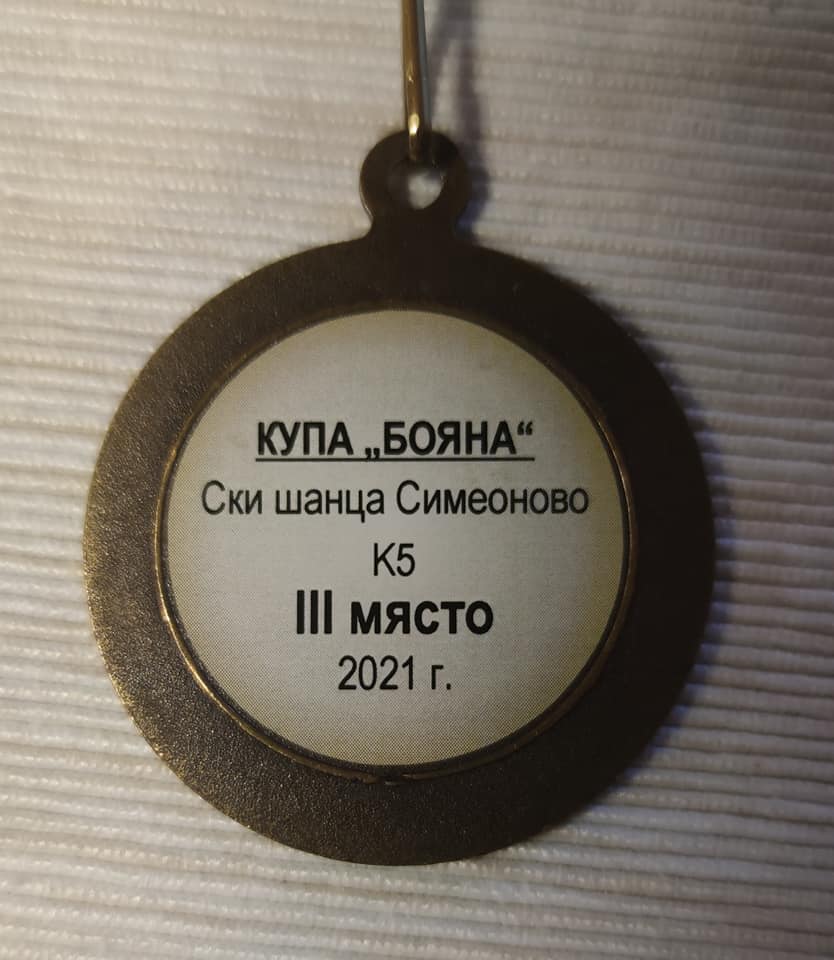 КУПА „БОЯНА“
Ски шанца Симеоново
К5
III място
2021 г.